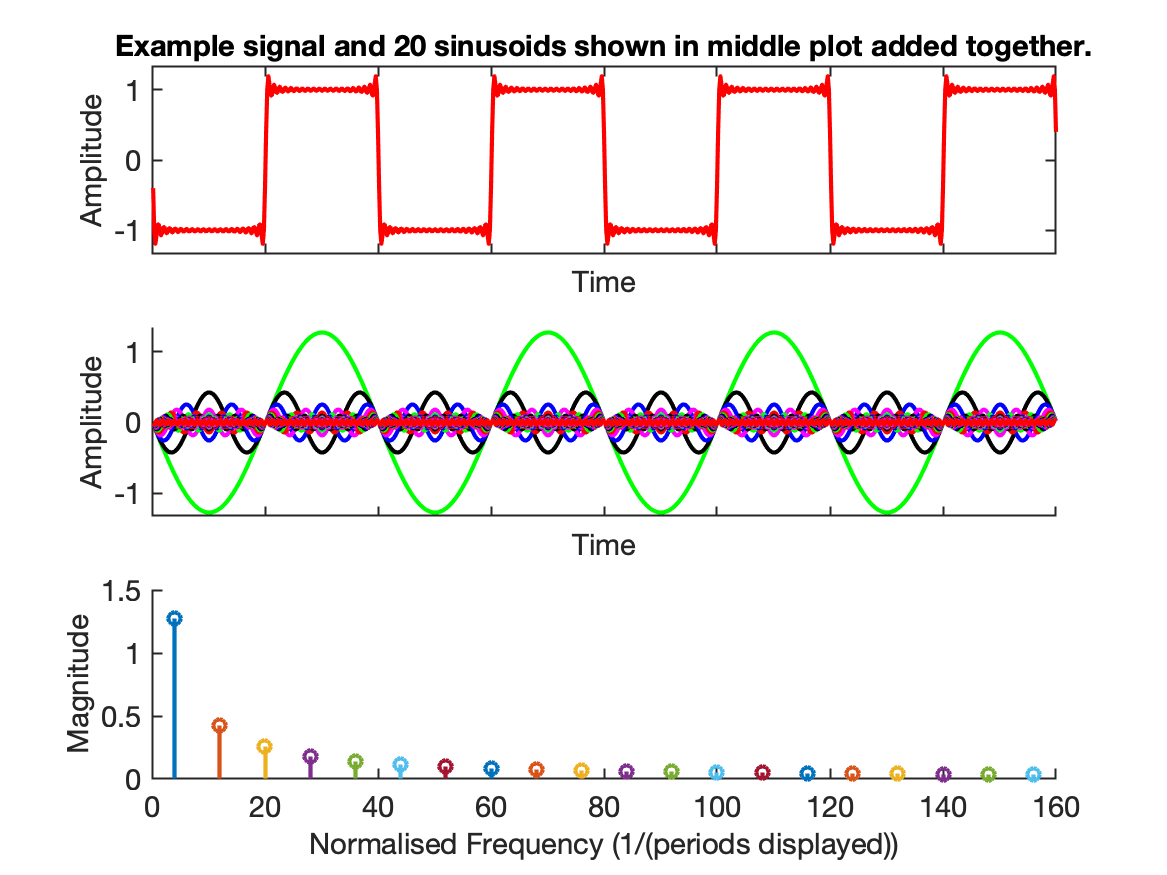 Example signal and 20 sinusoids shown in middle plot added together.
1
0
-1
Amplitude
Time
1
0
-1
Amplitude
Time
1.5
1
0.5
0
Magnitude
0 20 40 60 80 100 120 140 160
Normalised Frequency (1/(periods displayed))